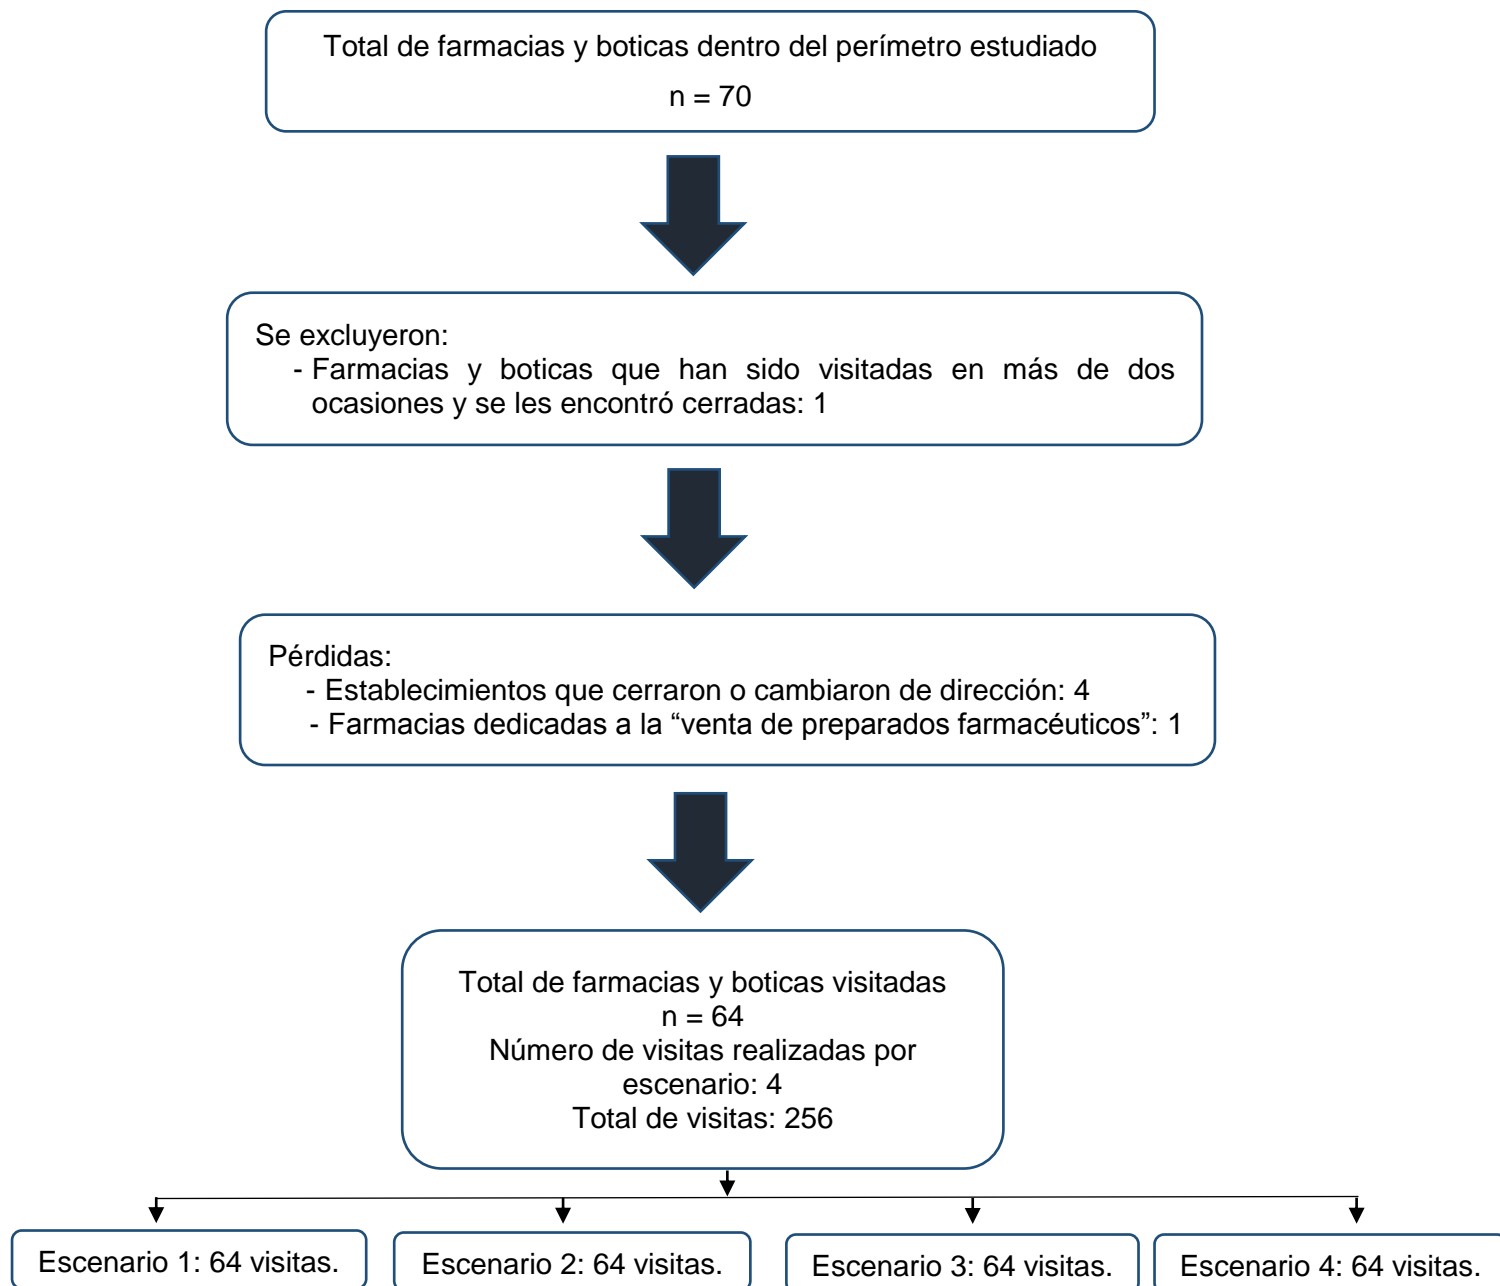 Total de farmacias y boticas dentro del perímetro estudiado
n = 70
Se excluyeron:
- Farmacias y boticas que han sido visitadas en más de dos
ocasiones y se les encontró cerradas: 1
Pérdidas:
- Establecimientos que cerraron o cambiaron de dirección: 4
- Farmacias dedicadas a la “venta de preparados farmacéuticos”: 1
Total de farmacias y boticas visitadas
n = 64
Número de visitas realizadas por
escenario: 4
Total de visitas: 256
Escenario 1: 64 visitas.
Escenario 2: 64 visitas.
Escenario 3: 64 visitas.
Escenario 4: 64 visitas.